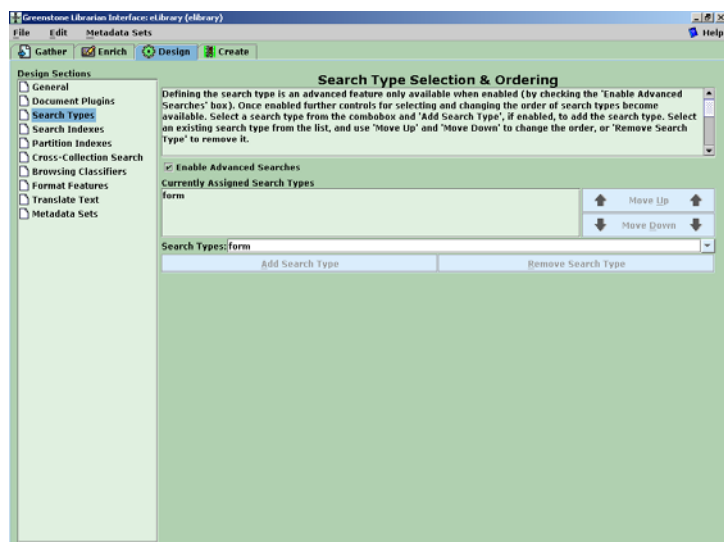 Greenstone Librarian Interface: eLibrary (elibrary)
File Edit Metadata Sets Help
Gather Enrich Design Create
Design Sections
General
Document Plugins
Search Types
Search Indexes
Partition Indexes
Cross-Collection Search
Browsing Classifiers
Format Features
Translate Text
Metadata Sets
Search Type Selection & Ordering
Defining the search type is an advanced feature only available when enabled (by checking the 'Enable Advanced
Searches' box). Once enabled further controls for selecting and changing the order of search types become
available. Select a search type from the combobox and 'Add Search Type', if enabled, to add the search type. Select
an existing search type from the list, and use 'Move Up' and 'Move Down' to change the order, or 'Remove Search
Type' to remove it.
Enable Advanced Searches
Currently Assigned Search Types
form
Move Up
Move Down
Search Types: form
Add Search Type Remove Search Type